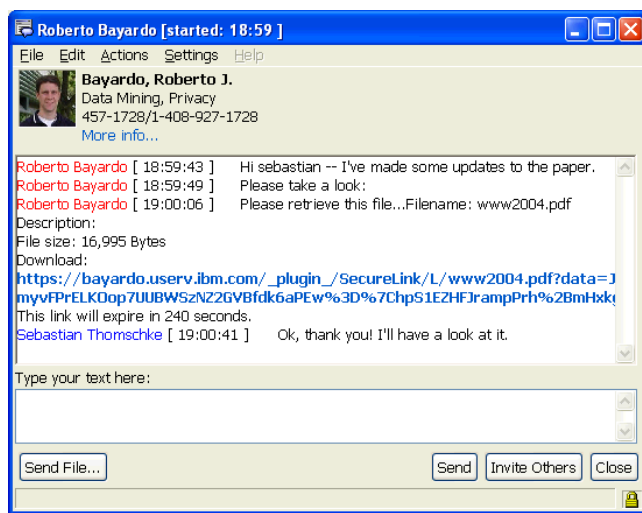 Roberto Bayardo [started: 18:59 ]
File Edit Actions Settings Help
Bayardo, Roberto J.
Data Mining, Privacy
457-1728/1-408-927-1728
More info...
Roberto Bayardo [ 18:59:43 ] Hi sebastian -- I've made some updates to the paper.
Roberto Bayardo [ 18:59:49 ] Please take a look:
Roberto Bayardo [ 19:00:06 ] Please retrieve this file...Filename: www2004.pdf
Description:
File size: 16,995 Bytes
Download:
https://bayardo.userv.ibm.com/_plugin_/SecureLink/L/www2004.pdf?data=J
myvFPrELKOop7UUBWSzNZ2GVBfdk6aPEw%3D%7ChpS1EZHFJrampPrh%2BmHxkg
This link will expire in 240 seconds.
Sebastian Thomschke [ 19:00:41 ] Ok, thank you! I'll have a look at it.
Type your text here:
Send File... Send Invite Others Close